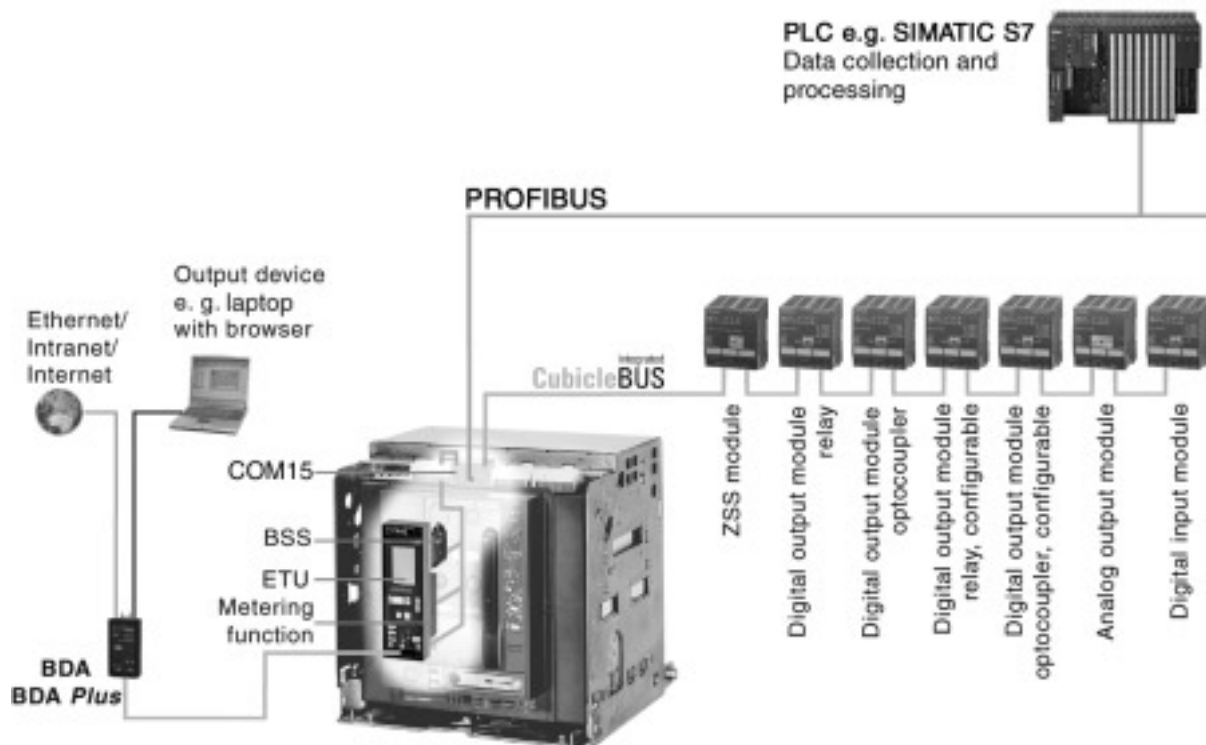 PLC e.g. SIMATIC S7
Data collection and
processing
PROFIBUS
Output device
e. g. laptop
with browser
Ethernet/
Intranet/
Internet
integrated
CubicleBUS
COM15
BSS
ETU
Metering
function
BDA
BDA Plus
ZSS module
Digital output module
relay
Digital output module
optocoupler
Digital output module
relay, configurable
Digital output module
optocoupler, configurable
Analog output module
Digital input module